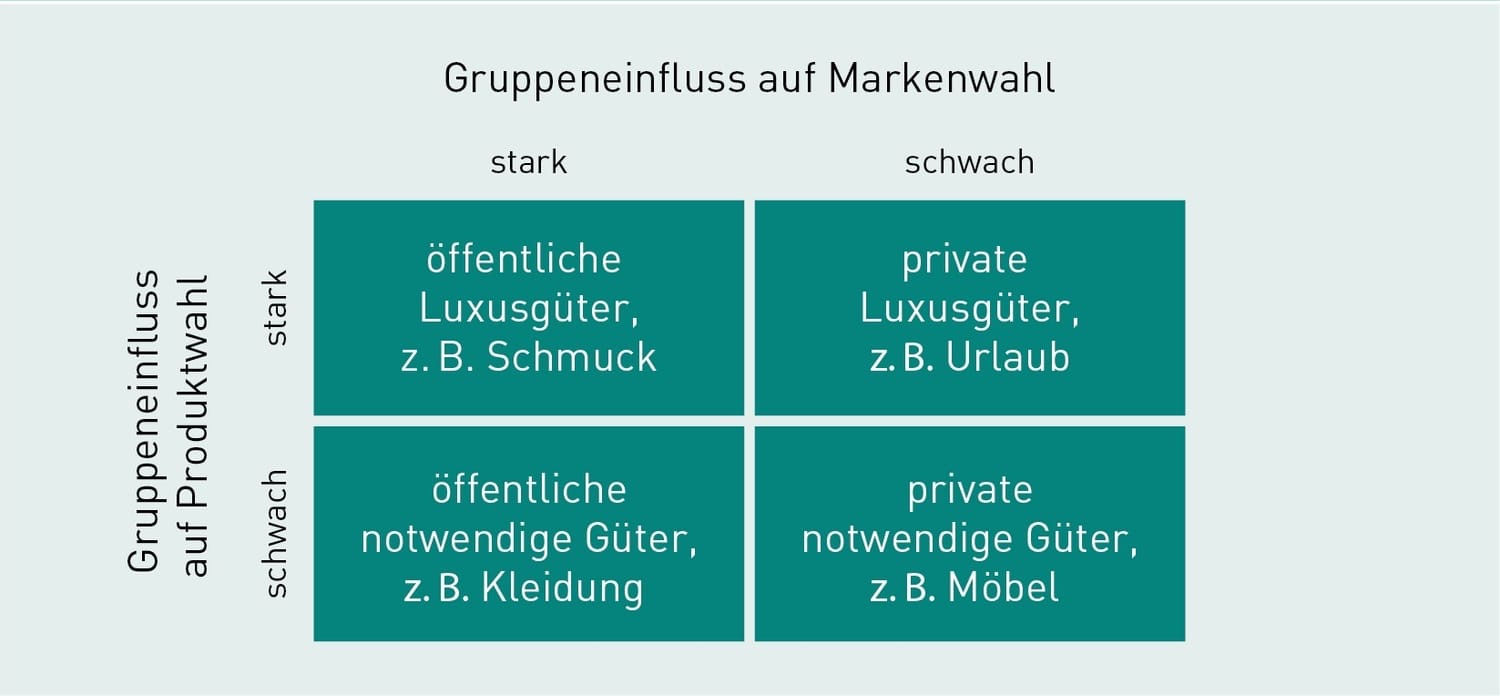 Gruppeneinfluss auf Markenwahl
stark
schwach
Gruppeneinfluss
auf Produktwahl
stark
öffentliche
Luxusgüter,
z. B. Schmuck
private
Luxusgüter,
z. B. Urlaub
schwach
öffentliche
notwendige Güter,
z. B. Kleidung
private
notwendige Güter,
z. B. Möbel